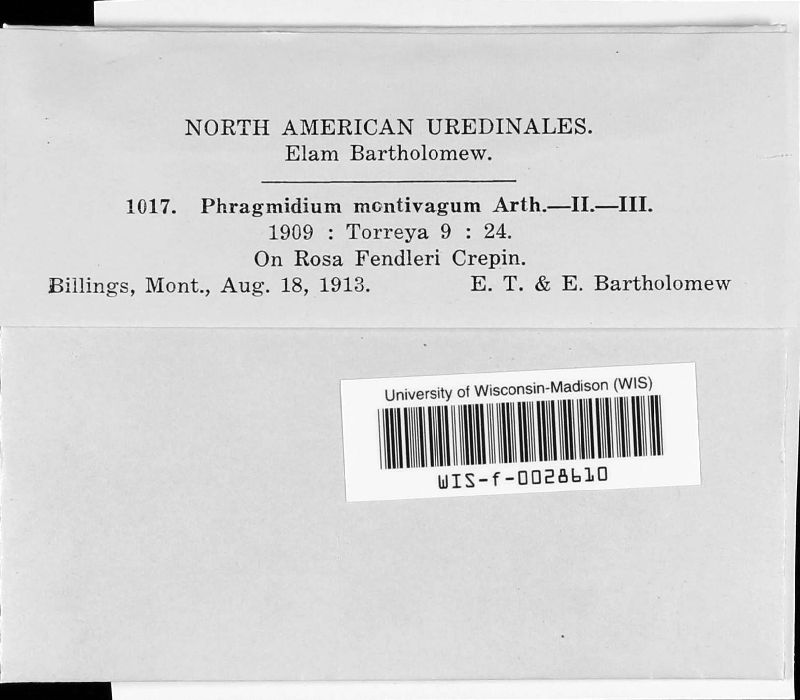 NORTH AMERICAN UREDINALES.
Elam Bartholomew.
1017. Phragmidium montivagum Arth.—II.—III.
1909 : Torreya 9 : 24.
On Rosa Fendleri Crepin.
Billings, Mont., Aug. 18, 1913. E. T. & E. Bartholomew
University of Wisconsin-Madison (WIS)
WIS-f-0028610